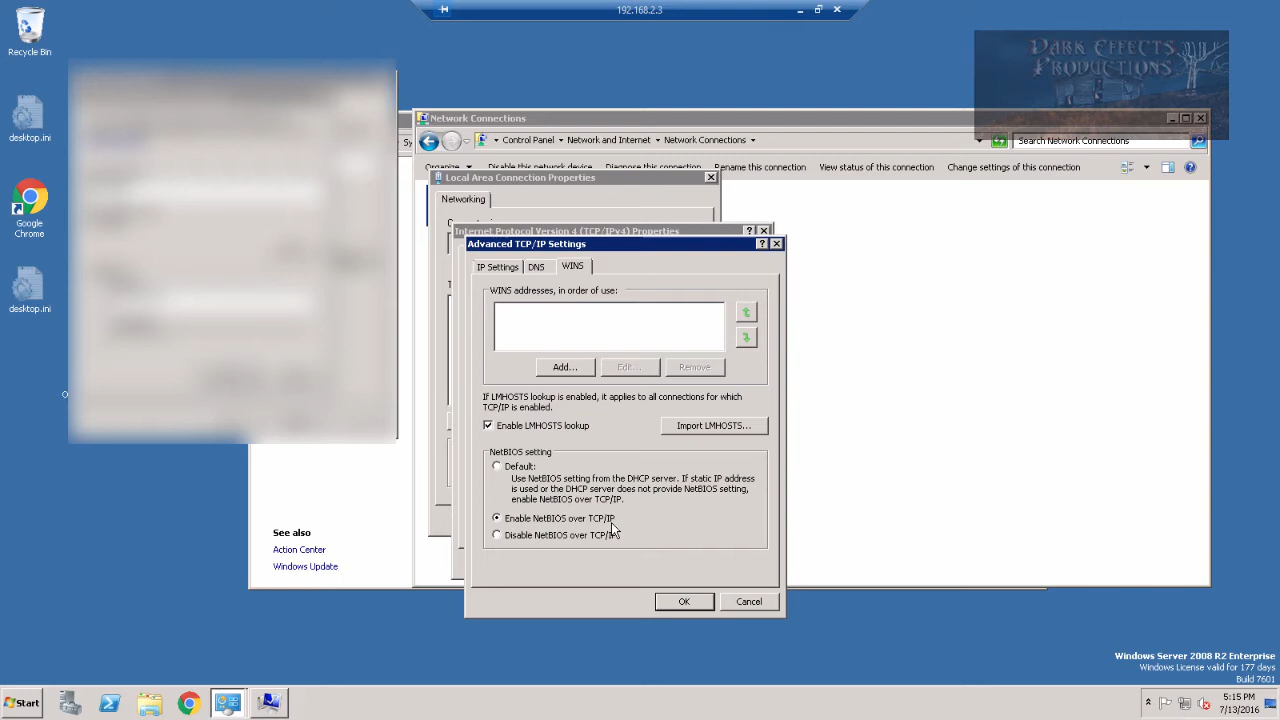 192.168.2.3
Recycle Bin
desktop.ini
Google
Chrome
desktop.ini
DARK EFFECTS
PRODUCTIONS
Network Connections
Control Panel
Network and Internet
Network Connections
Search Network Connections
Organize
Disable this network device
Diagnose this connection
Rename this connection
View status of this connection
Change settings of this connection
Local Area Connection Properties
Networking
Internet Protocol Version 4 (TCP/IPv4) Properties
Advanced TCP/IP Settings
IP Settings
DNS
WINS
WINS addresses, in order of use:
Add...
Edit...
Remove
If LMHOSTS lookup is enabled, it applies to all connections for which
TCP/IP is enabled.
Enable LMHOSTS lookup
Import LMHOSTS...
NetBIOS setting
Default:
Use NetBIOS setting from the DHCP server. If static IP address
is used or the DHCP server does not provide NetBIOS setting,
enable NetBIOS over TCP/IP.
Enable NetBIOS over TCP/IP
Disable NetBIOS over TCP/IP
OK
Cancel
See also
Action Center
Windows Update
Windows Server 2008 R2 Enterprise
Windows License valid for 177 days
Build 7601
Start
5:15 PM
7/13/2016